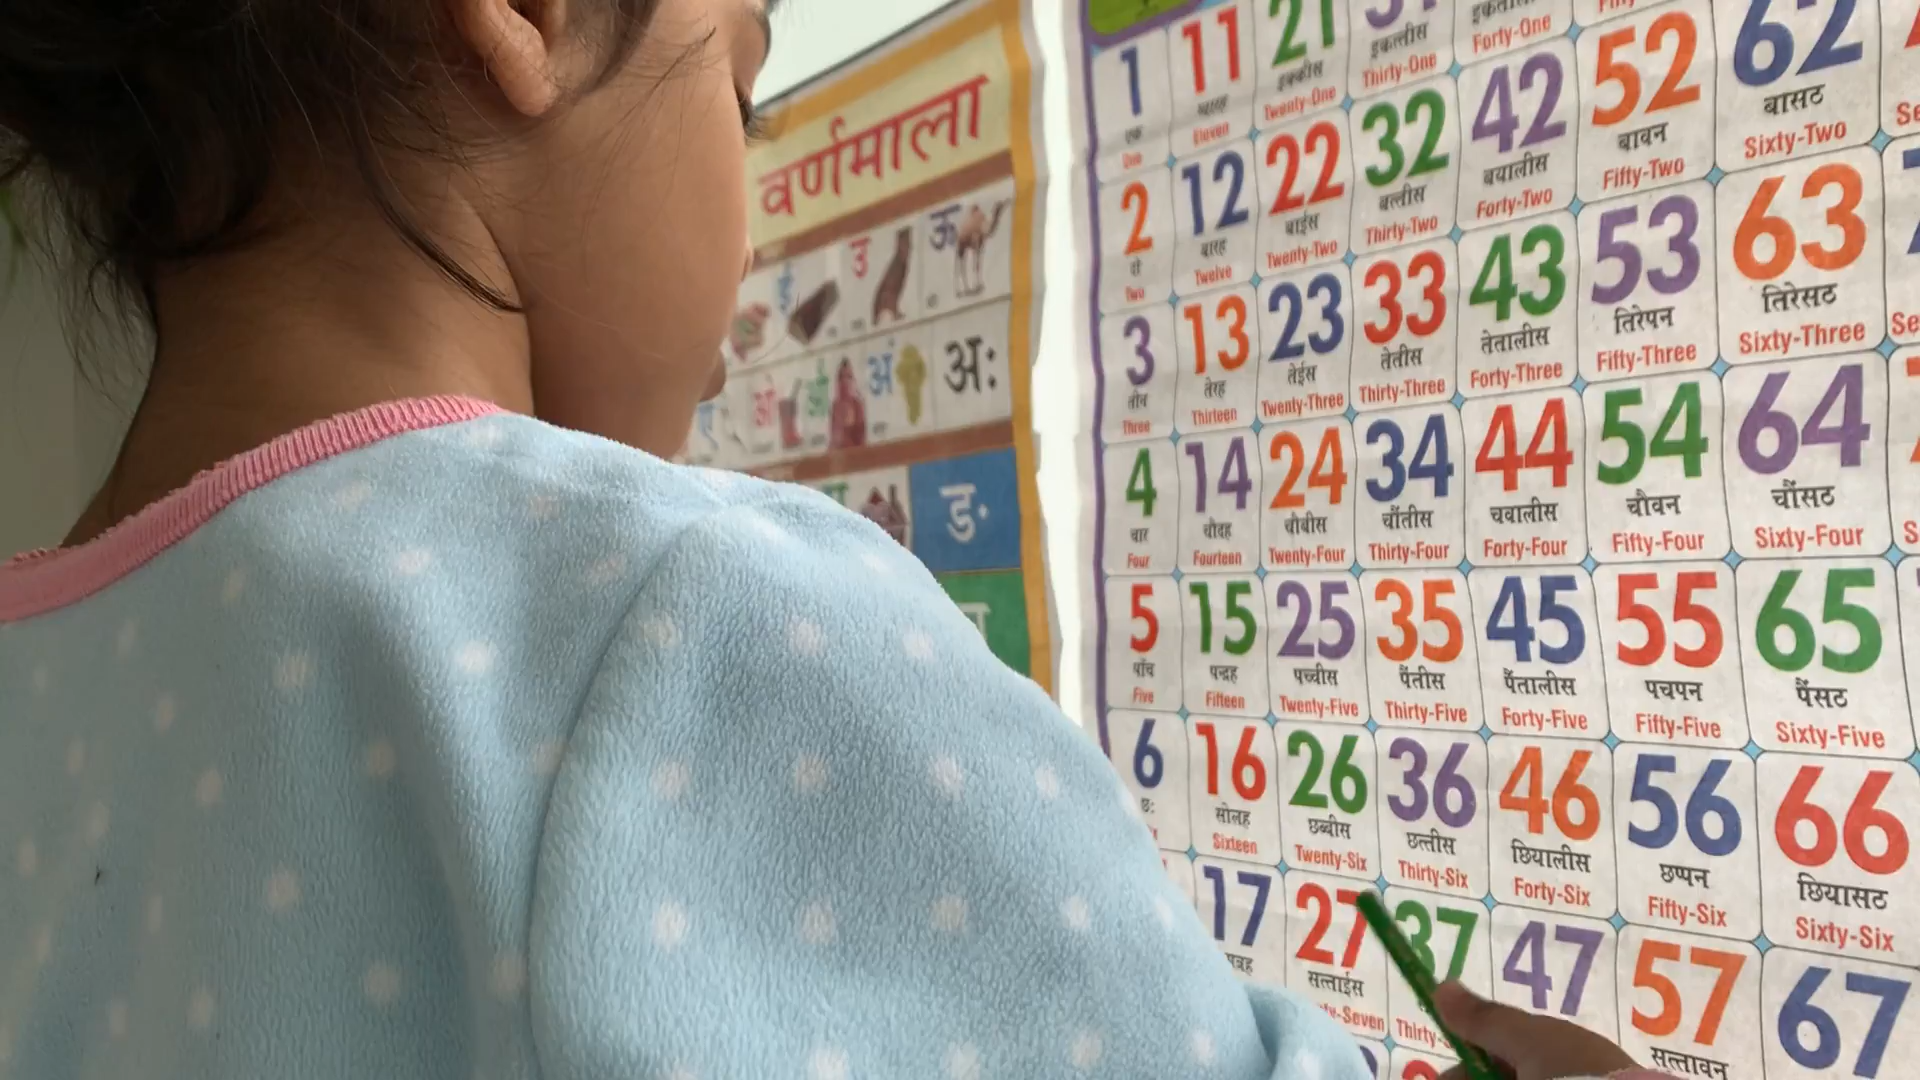 वर्णमाला
उ
ऊ
अं
अः
ङ·
1 11 21
एक ग्यारह इक्कीस इकत्तीस
One Eleven Twenty-One Thirty-One Forty-One
2 12 22 32 42 52 62
दो बारह बाईस बत्तीस बयालीस बावन बासठ
Two Twelve Twenty-Two Thirty-Two Forty-Two Fifty-Two Sixty-Two
3 13 23 33 43 53 63
तीन तेरह तेईस तेतीस तेतालीस तिरेपन तिरेसठ
Three Thirteen Twenty-Three Thirty-Three Forty-Three Fifty-Three Sixty-Three
4 14 24 34 44 54 64
चार चौदह चौबीस चौंतीस चवालीस चौवन चौंसठ
Four Fourteen Twenty-Four Thirty-Four Forty-Four Fifty-Four Sixty-Four
5 15 25 35 45 55 65
पाँच पन्द्रह पच्चीस पैंतीस पैंतालीस पचपन पैंसठ
Five Fifteen Twenty-Five Thirty-Five Forty-Five Fifty-Five Sixty-Five
6 16 26 36 46 56 66
छः सोलह छब्बीस छत्तीस छियालीस छप्पन छियासठ
Sixteen Twenty-Six Thirty-Six Forty-Six Fifty-Six Sixty-Six
17 27 37 47 57 67
सत्ताईस सत्तावन